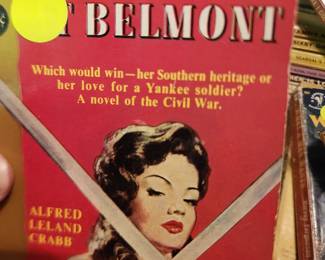 T BELMONT
Which would win—her Southern heritage or
her love for a Yankee soldier?
A novel of the Civil War.
ALFRED
LELAND
CRABB